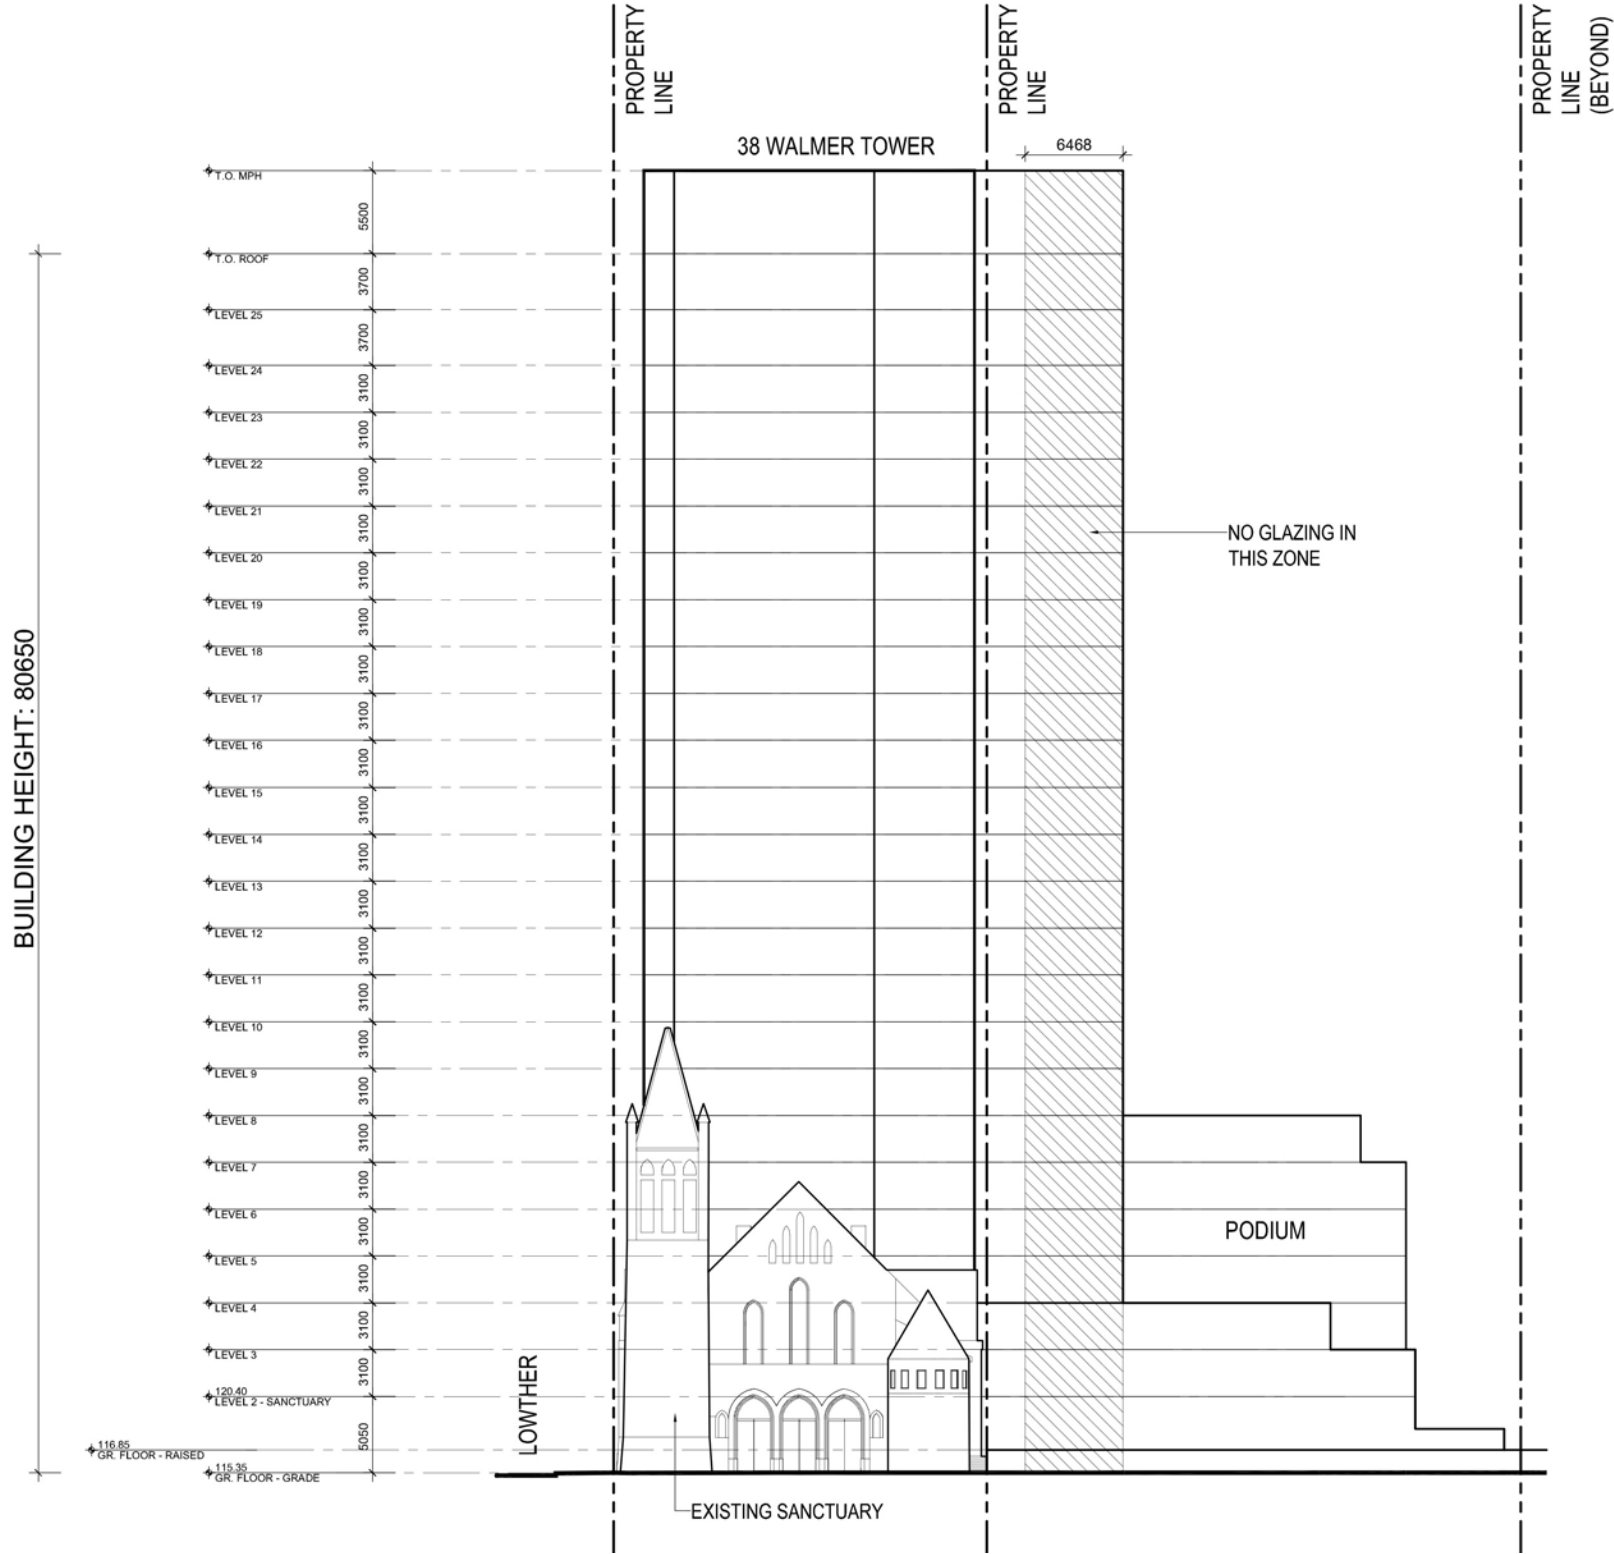 PROPERTY
LINE
PROPERTY
LINE
PROPERTY
LINE
(BEYOND)
38 WALMER TOWER
6468
T.O. MPH
5500
T.O. ROOF
3700
LEVEL 25
3700
LEVEL 24
3100
LEVEL 23
3100
LEVEL 22
3100
LEVEL 21
3100
LEVEL 20
3100
LEVEL 19
3100
LEVEL 18
3100
LEVEL 17
3100
LEVEL 16
3100
LEVEL 15
3100
LEVEL 14
3100
LEVEL 13
3100
LEVEL 12
3100
LEVEL 11
3100
LEVEL 10
3100
LEVEL 9
3100
LEVEL 8
3100
LEVEL 7
3100
LEVEL 6
3100
LEVEL 5
3100
LEVEL 4
3100
LEVEL 3
3100
120.40
LEVEL 2 - SANCTUARY
5050
116.85
GR. FLOOR - RAISED
115.35
GR. FLOOR - GRADE
BUILDING HEIGHT: 80650
NO GLAZING IN
THIS ZONE
PODIUM
LOWTHER
EXISTING SANCTUARY